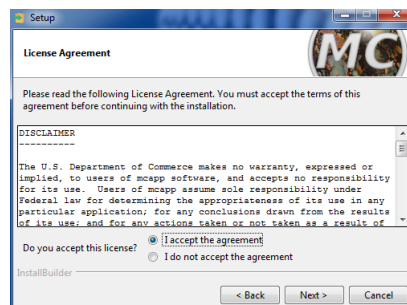 Setup
License Agreement
MC
Please read the following License Agreement. You must accept the terms of this
agreement before continuing with the installation.
DISCLAIMER
----------
The U.S. Department of Commerce makes no warranty, expressed or
implied, to users of mcapp software, and accepts no responsibility
for its use. Users of mcapp assume sole responsibility under
Federal law for determining the appropriateness of its use in any
particular application; for any conclusions drawn from the results
of its use; and for any actions taken or not taken as a result of
Do you accept this license?
I accept the agreement
I do not accept the agreement
InstallBuilder
< Back
Next >
Cancel